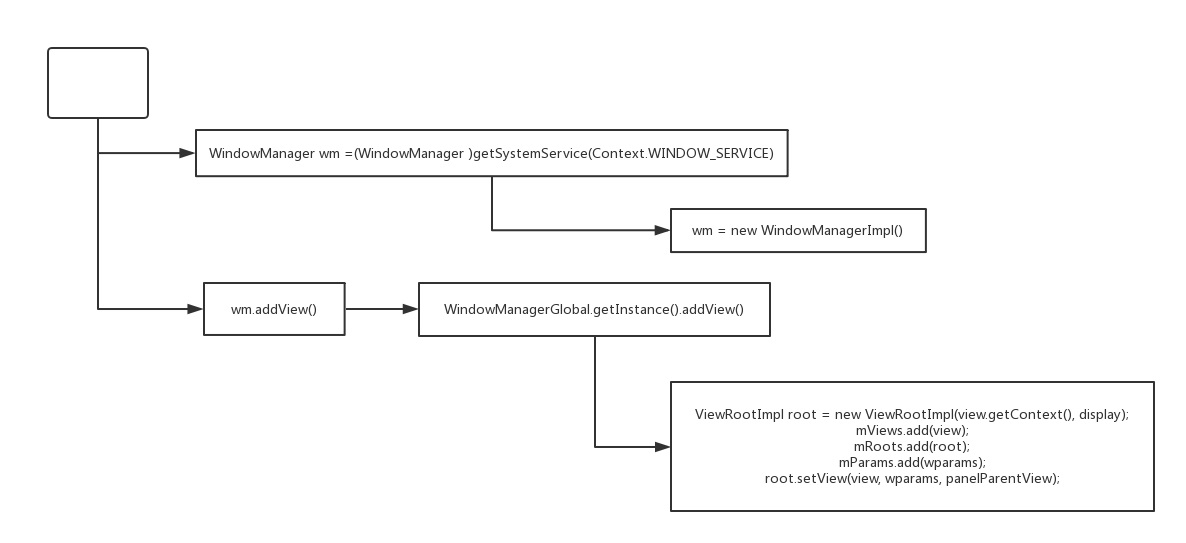 WindowManager wm =(WindowManager )getSystemService(Context.WINDOW_SERVICE)
wm = new WindowManagerImpl()
wm.addView()
WindowManagerGlobal.getInstance().addView()
ViewRootImpl root = new ViewRootImpl(view.getContext(), display);
mViews.add(view);
mRoots.add(root);
mParams.add(wparams);
root.setView(view, wparams, panelParentView);